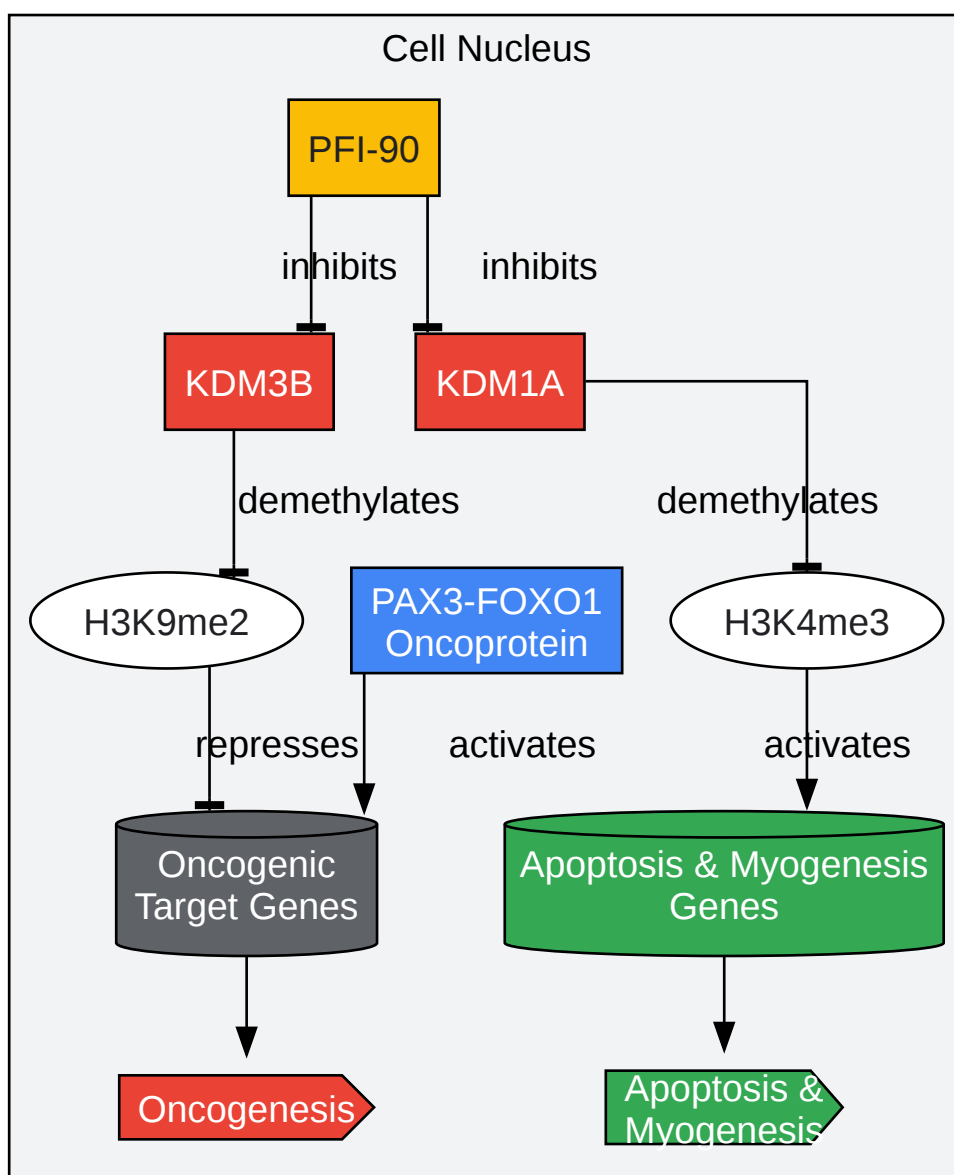 Cell Nucleus
PFI-90
inhibits
inhibits
KDM3B
KDM1A
demethylates
demethylates
H3K9me2
PAX3-FOXO1
Oncoprotein
H3K4me3
represses
activates
activates
Oncogenic
Target Genes
Apoptosis & Myogenesis
Genes
Oncogenesis
Apoptosis &
Myogenesis